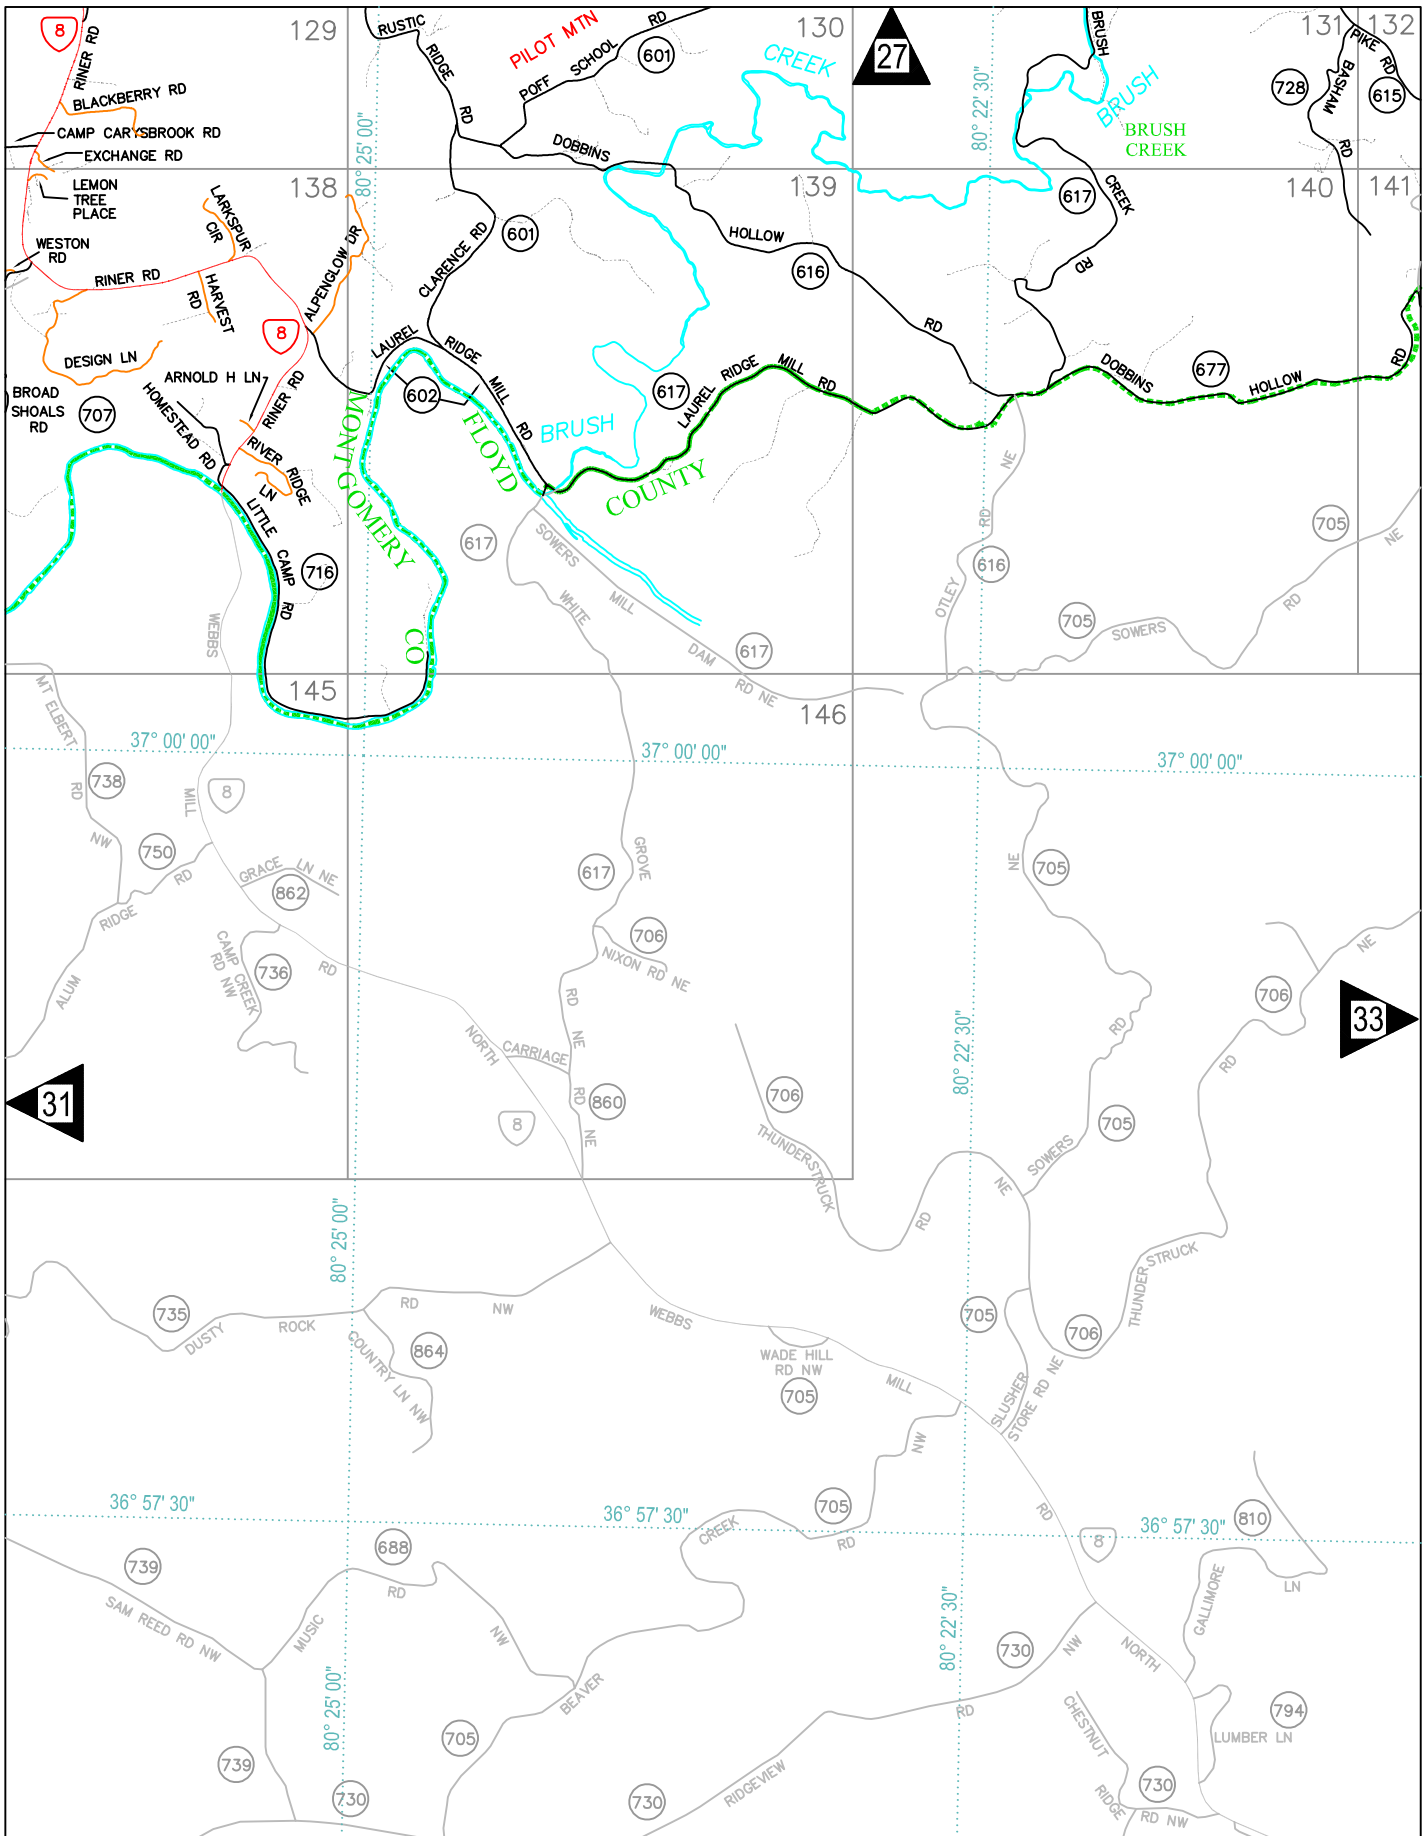 8
RINER RD
129
RUSTIC
RIDGE
RD
PILOT MTN
POFF SCHOOL RD
601
CREEK
130
27
80° 22' 30"
BRUSH
BRUSH
BRUSH
CREEK
131
132
PIKE RD
BASHAM
RD
728
615
BLACKBERRY RD
CAMP CARYSBROOK RD
EXCHANGE RD
LEMON
TREE
PLACE
80° 25' 00"
DOBBINS
138
139
140
141
617
CREEK
RD
LARKSPUR
CIR
WESTON
RD
RINER RD
HARVEST
RD
ALPENGLOW DR
CLARENCE RD
601
HOLLOW
616
RD
8
DESIGN LN
ARNOLD H LN
RINER RD
HOMESTEAD RD
BROAD
SHOALS
RD
707
LAUREL
RIDGE
MILL
RD
602
MONTGOMERY
CO
FLOYD
COUNTY
BRUSH
617
LAUREL RIDGE MILL RD
DOBBINS
677
HOLLOW
RD
RIVER RIDGE
LN
LITTLE
CAMP
RD
716
617
SOWERS
MILL
DAM
RD NE
617
WHITE
NE
RD
616
OTLEY
705
NE
RD
705
SOWERS
WEBBS
145
146
MT ELBERT
RD
NW
738
37° 00' 00"
37° 00' 00"
37° 00' 00"
MILL
8
750
RD
RIDGE
ALUM
GRACE LN NE
862
617
GROVE
NE
705
706
NIXON RD NE
CAMP CREEK
RD NW
736
RD
NE
706
31
33
NORTH
CARRIAGE
RD
NE
RD
NE
860
8
706
THUNDERSTRUCK
80° 22' 30"
RD
RD
705
SOWERS
NE
RD
80° 25' 00"
THUNDER STRUCK
735
DUSTY
ROCK
RD
NW
COUNTRY LN NW
864
WEBBS
WADE HILL
RD NW
705
MILL
705
706
SLUSHER
STORE RD NE
NW
36° 57' 30"
36° 57' 30"
36° 57' 30"
705
CREEK
RD
RD
8
810
739
SAM REED RD NW
688
RD
MUSIC
NW
GALLIMORE
LN
80° 22' 30"
730
NW
NORTH
80° 25' 00"
BEAVER
705
RD
CHESTNUT
RIDGE
RD NW
794
LUMBER LN
739
730
730
RIDGEVIEW
730